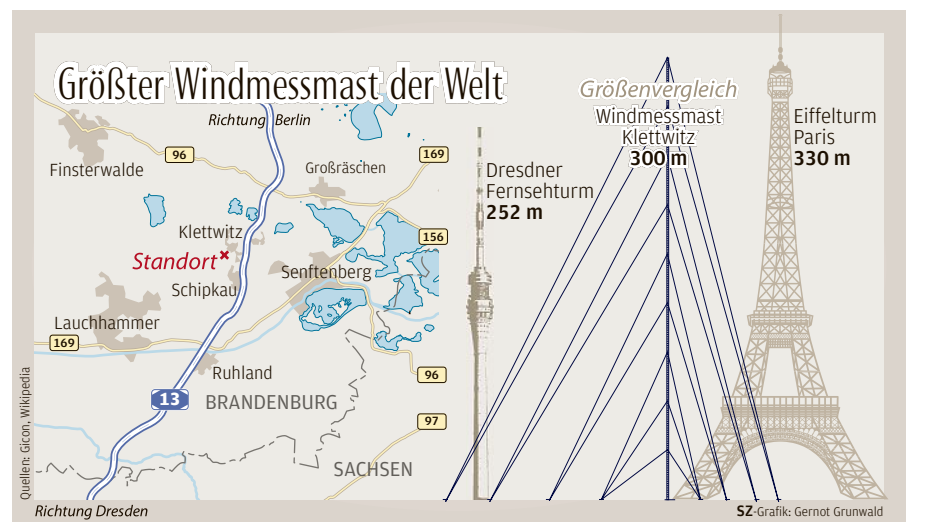 Größter Windmessmast der Welt
Richtung Berlin
Finsterwalde
96
Großräschen
169
Klettwitz
156
Standort
Senftenberg
Schipkau
Lauchhammer
169
Ruhland
96
13
BRANDENBURG
97
SACHSEN
Richtung Dresden
Quellen: Gicon, Wikipedia
Größenvergleich
Dresdner
Fernsehturm
252 m
Windmessmast
Klettwitz
300 m
Eiffelturm
Paris
330 m
SZ-Grafik: Gernot Grunwald